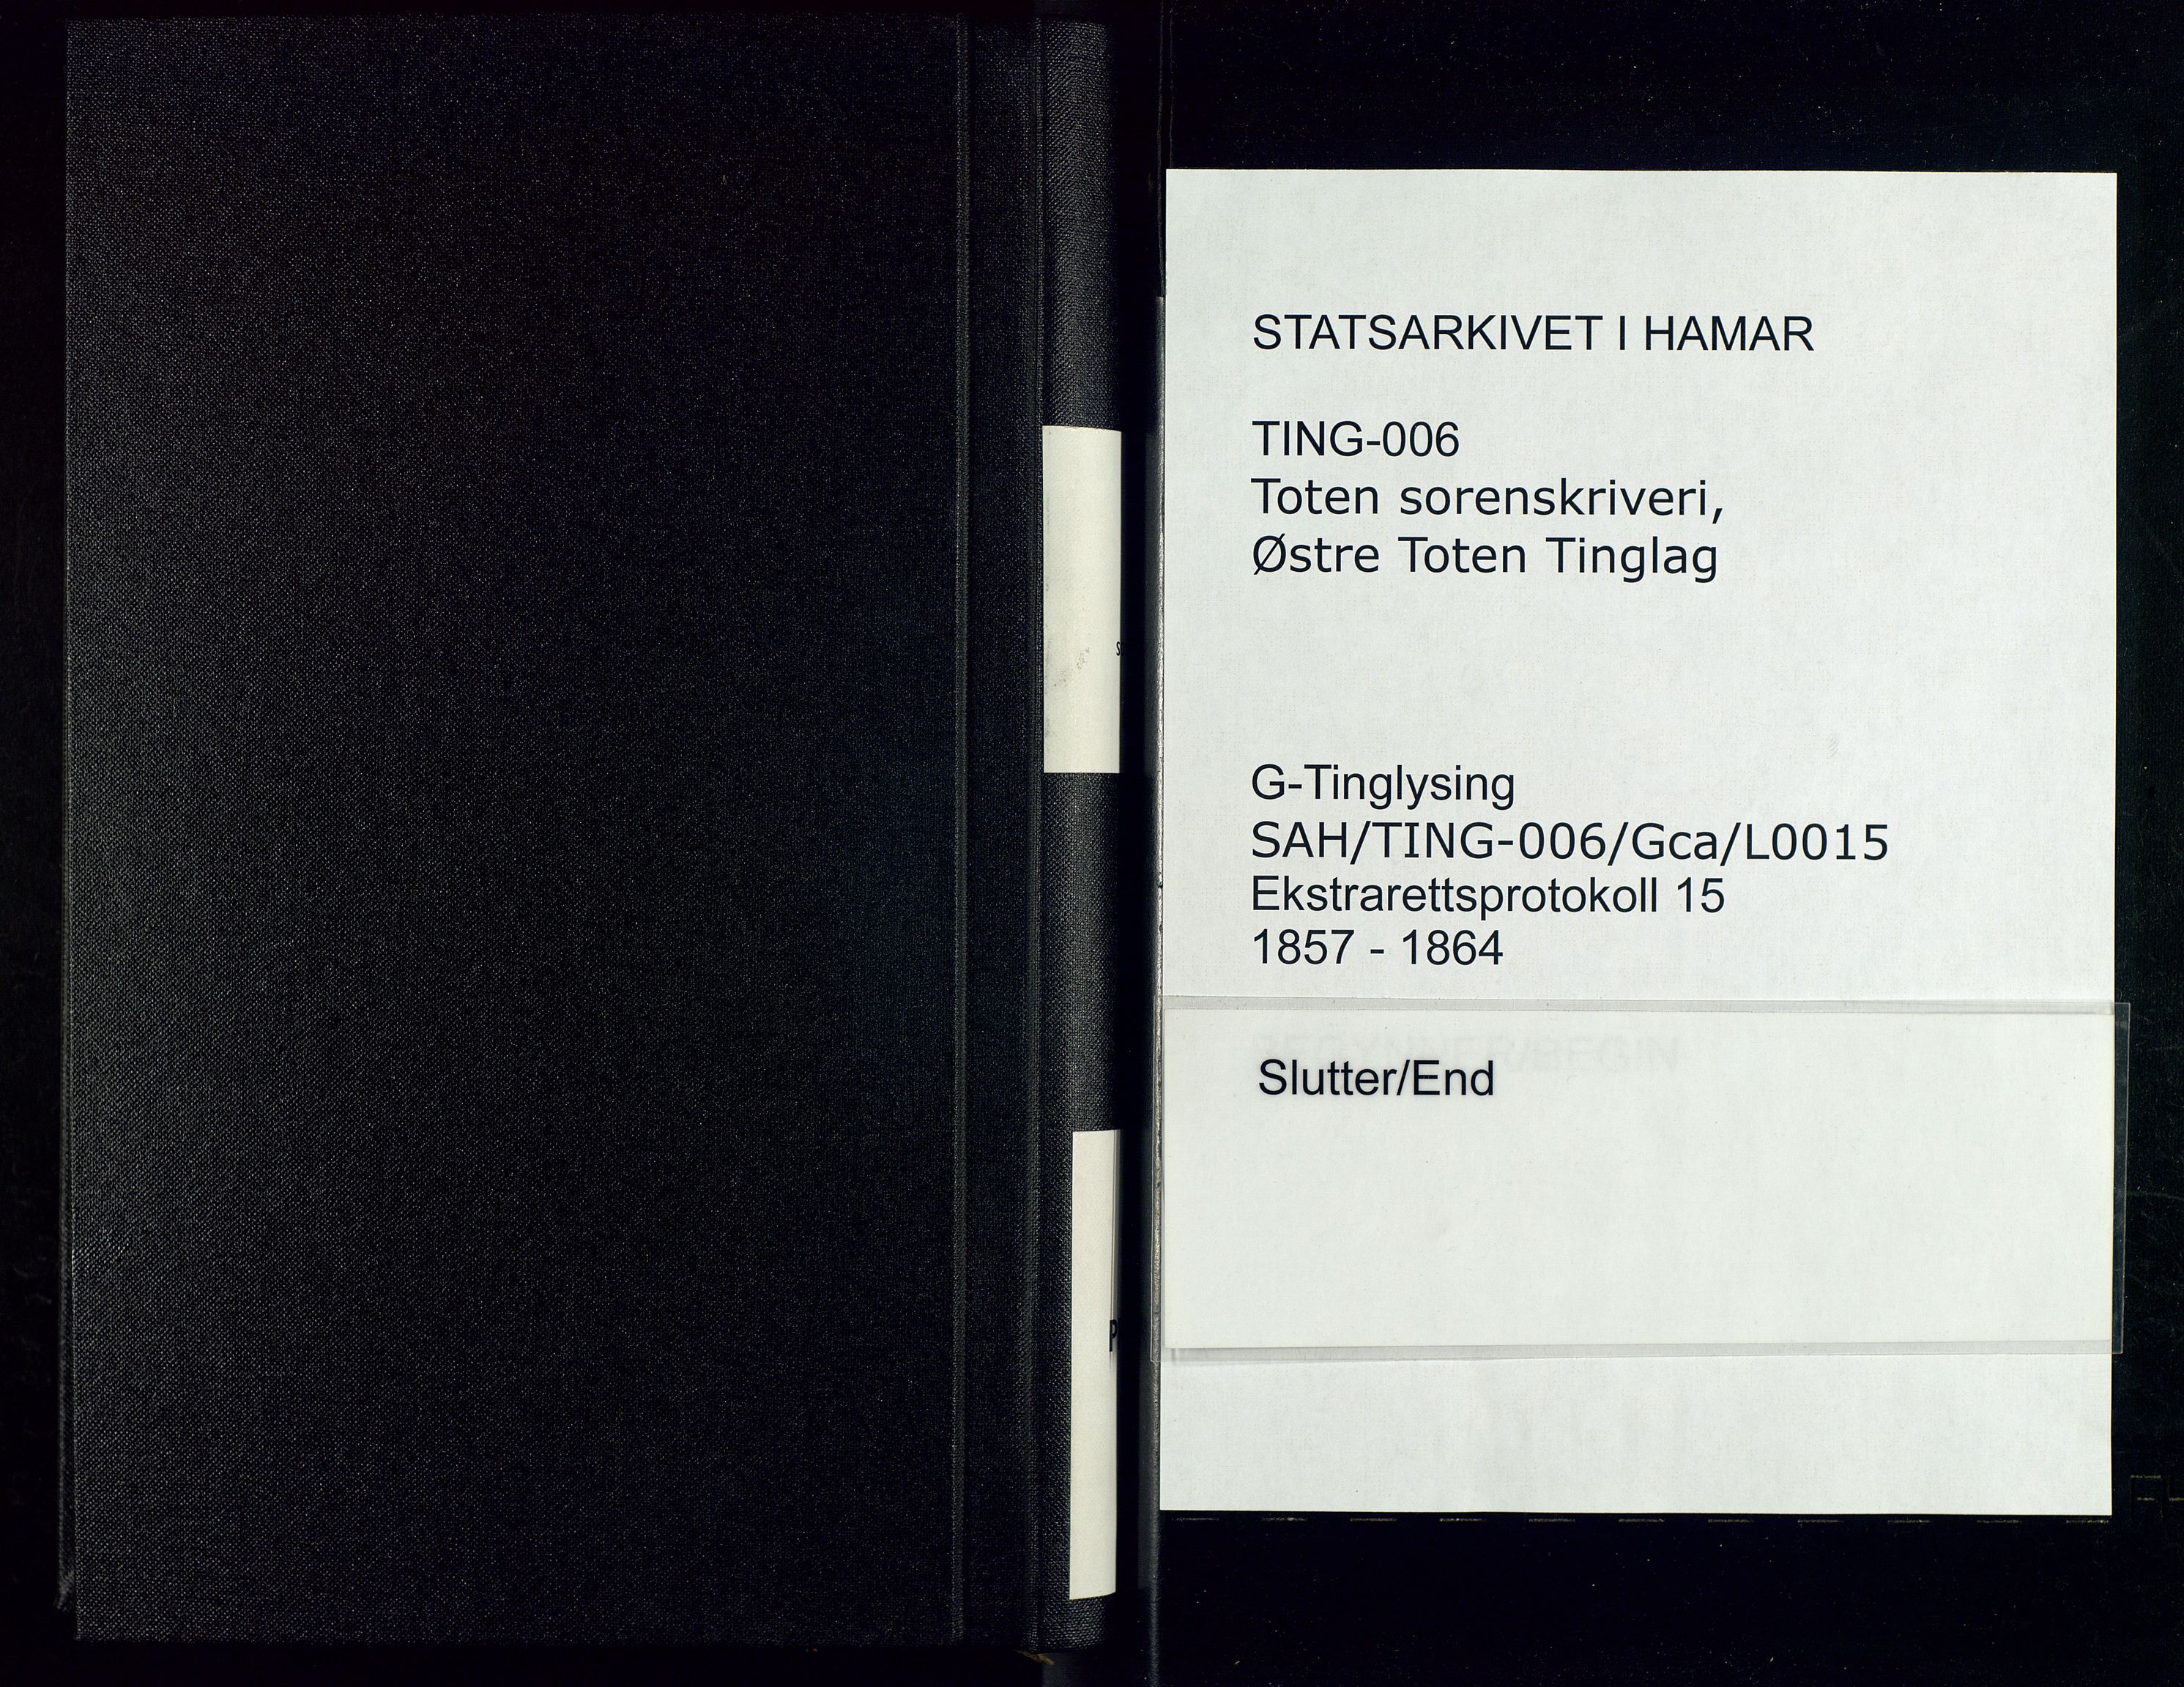 STATSARKIVET I HAMAR
TING-006
Toten sorenskriveri,
Østre Toten Tinglag
G-Tinglysing
SAH/TING-006/Gca/L0015
Ekstrarettsprotokoll 15
1857 - 1864
Slutter/End